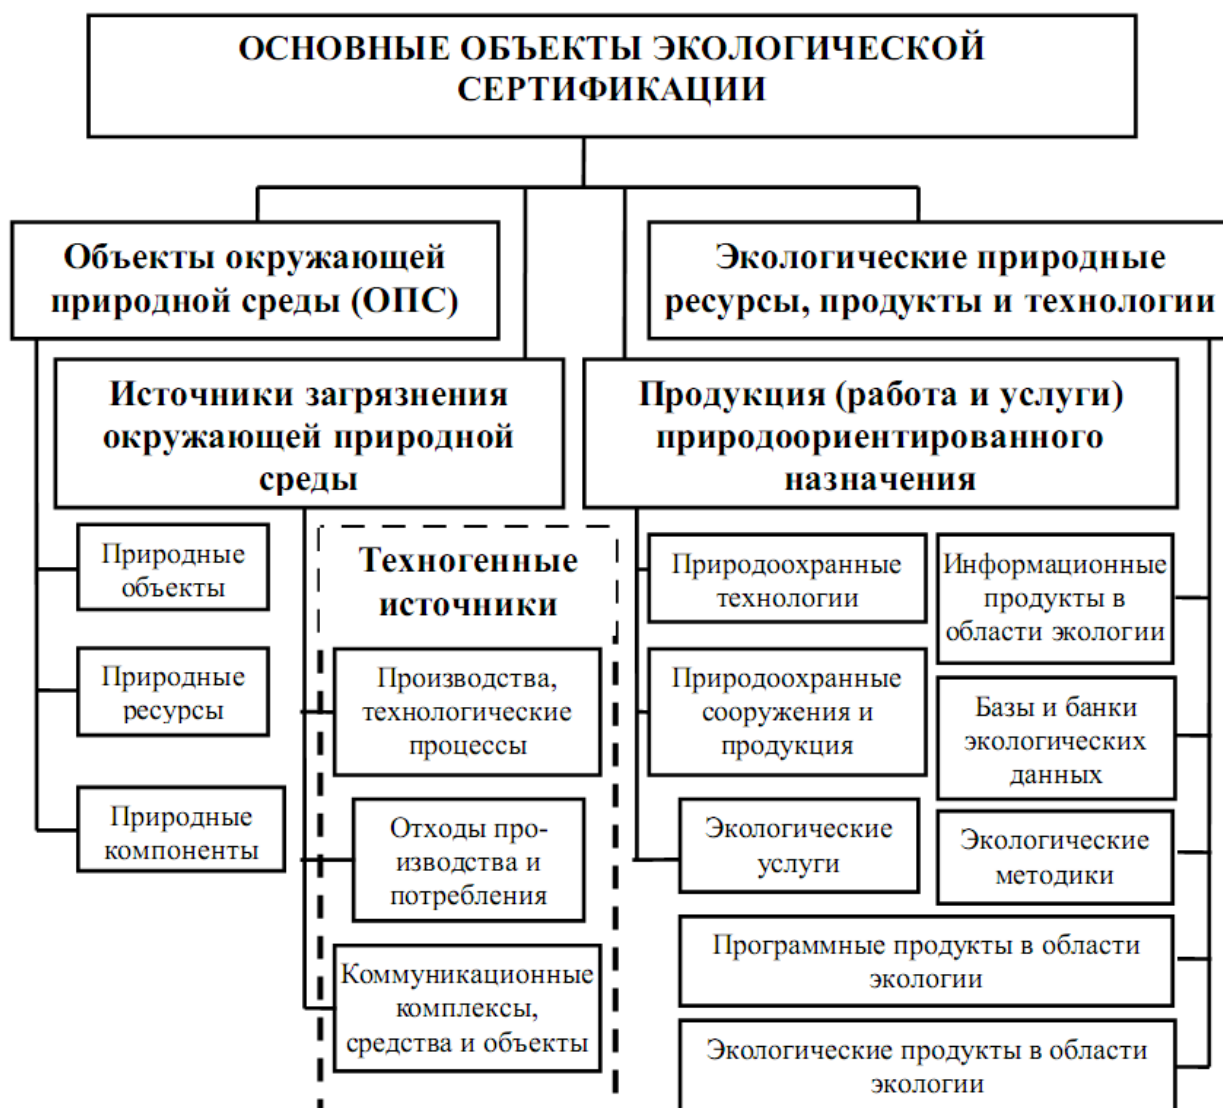 ОСНОВНЫЕ ОБЪЕКТЫ ЭКОЛОГИЧЕСКОЙ
СЕРТИФИКАЦИИ
Объекты окружающей
природной среды (ОПС)
Экологические природные
ресурсы, продукты и технологии
Источники загрязнения
окружающей природной
среды
Продукция (работа и услуги)
природоориентированного
назначения
Природные
объекты
Природные
ресурсы
Природные
компоненты
Техногенные
источники
Производства,
технологические
процессы
Отходы про-
изводства и
потребления
Коммуникационные
комплексы,
средства и объекты
Природоохранные
технологии
Природоохранные
сооружения и
продукция
Экологические
услуги
Информационные
продукты в
области экологии
Базы и банки
экологических
данных
Экологические
методики
Программные продукты в области
экологии
Экологические продукты в области
экологии